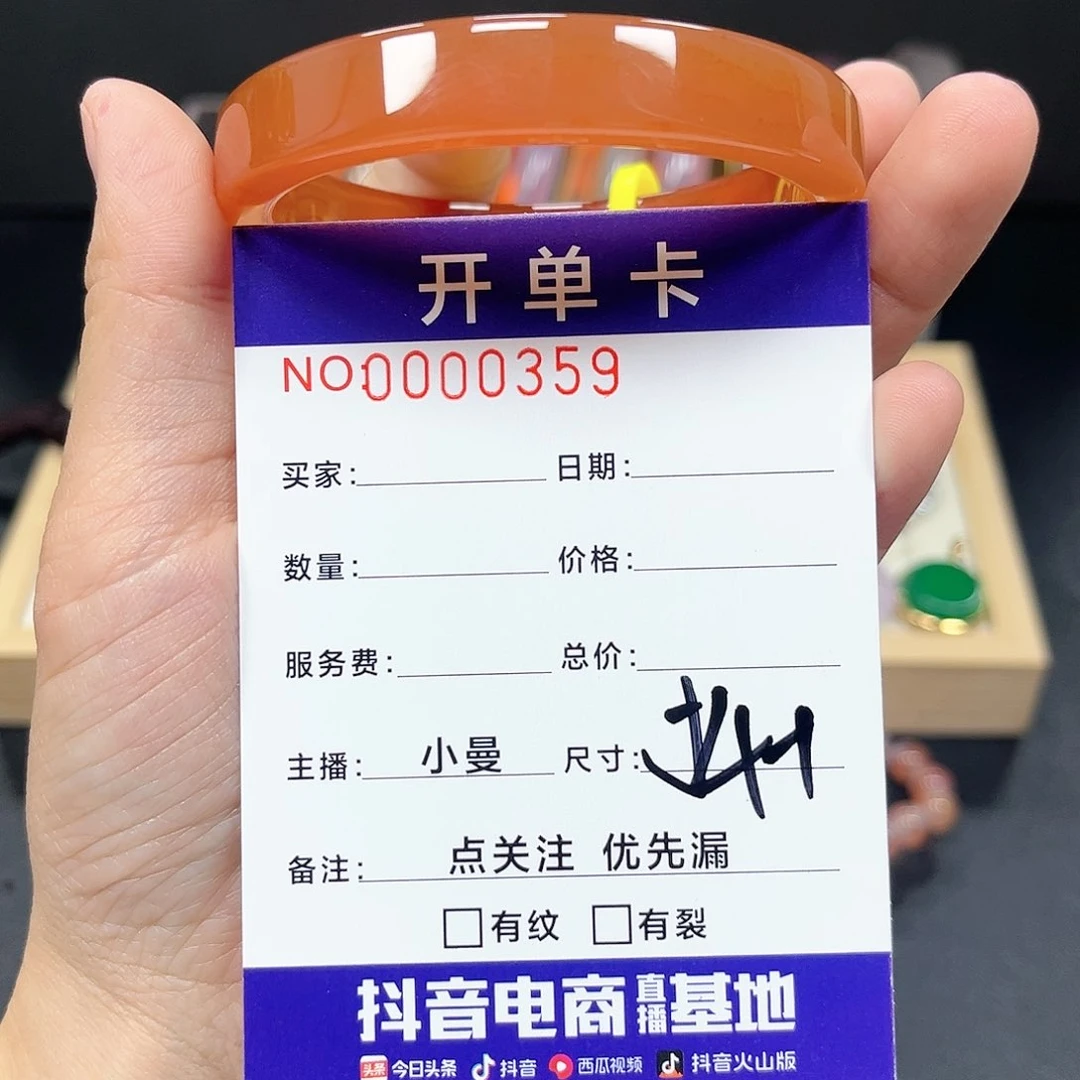 开单卡
NO:0000359
买家: 日期:
数量: 价格:
服务费: 总价:
主播: 小曼 尺寸:
备注: 点关注 优先漏
有纹 有裂
抖音电商直播基地
头条 今日头条 抖音 西瓜视频 抖音火山版